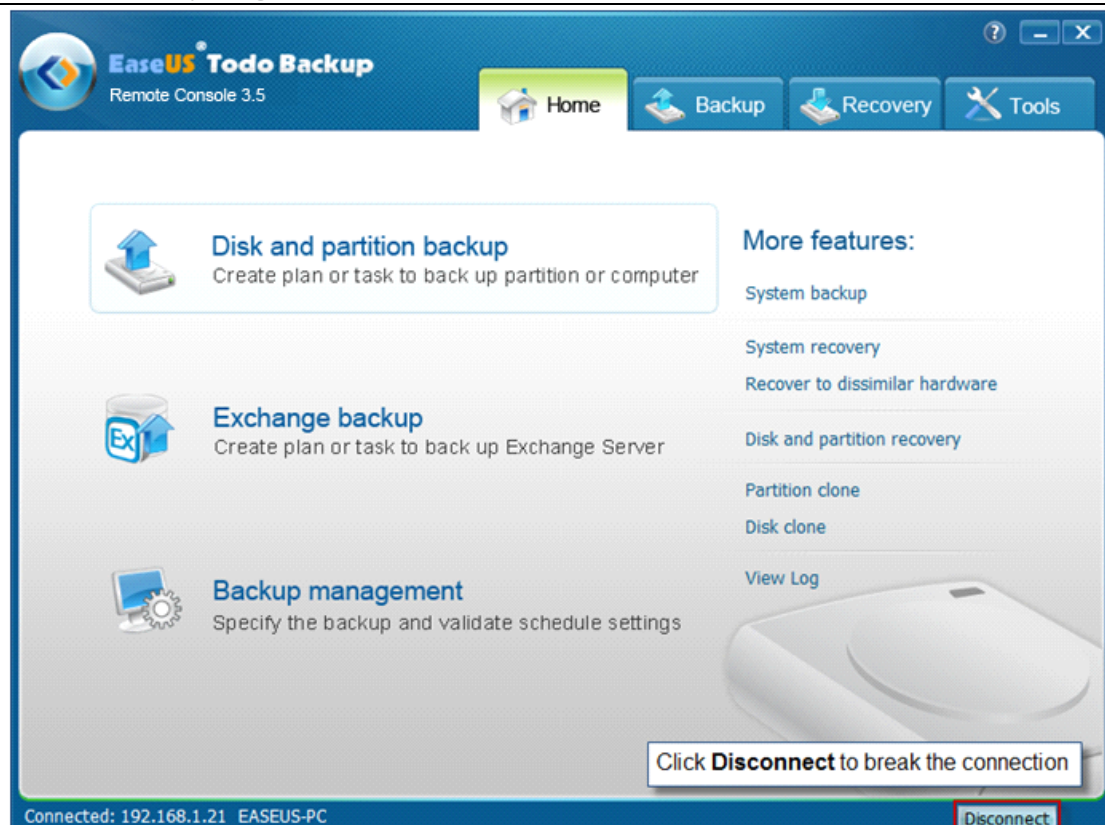 EaseUS® Todo Backup
Remote Console 3.5
?
Home
Backup
Recovery
Tools
Disk and partition backup
Create plan or task to back up partition or computer
Exchange backup
Create plan or task to back up Exchange Server
Ex
Backup management
Specify the backup and validate schedule settings
More features:
System backup
System recovery
Recover to dissimilar hardware
Disk and partition recovery
Partition clone
Disk clone
View Log
Click Disconnect to break the connection
Connected: 192.168.1.21 EASEUS-PC
Disconnect